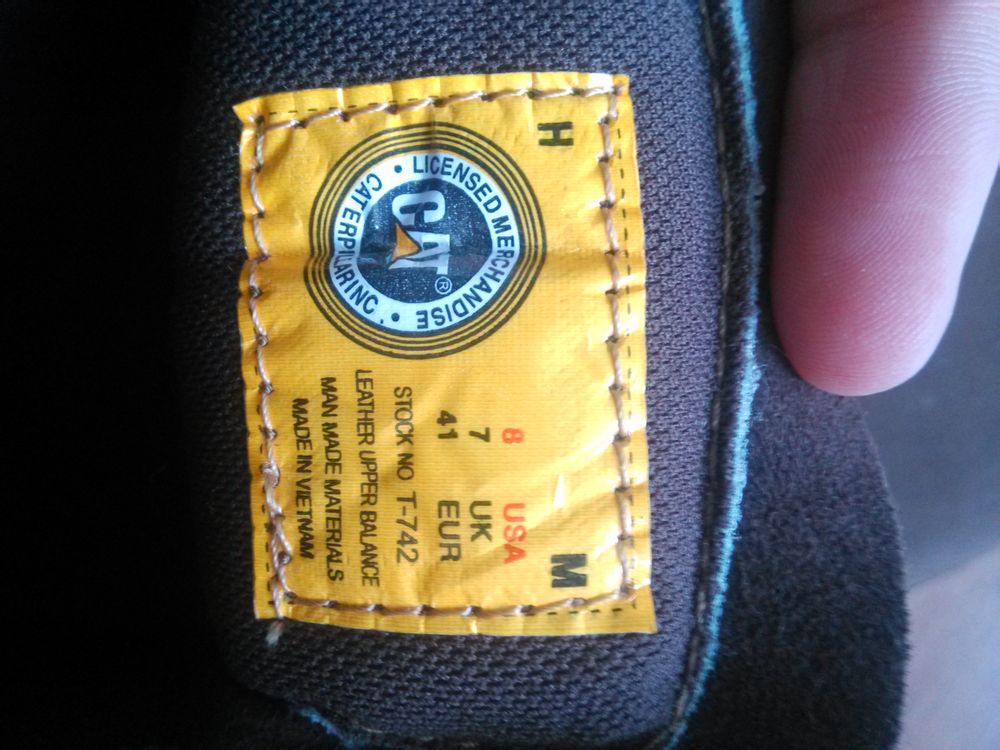 H
LICENSED MERCHANDISE
CAT®
CATERPILLAR INC.
M
8 USA
7 UK
41 EUR
STOCK NO T-742
LEATHER UPPER BALANCE
MAN MADE MATERIALS
MADE IN VIETNAM